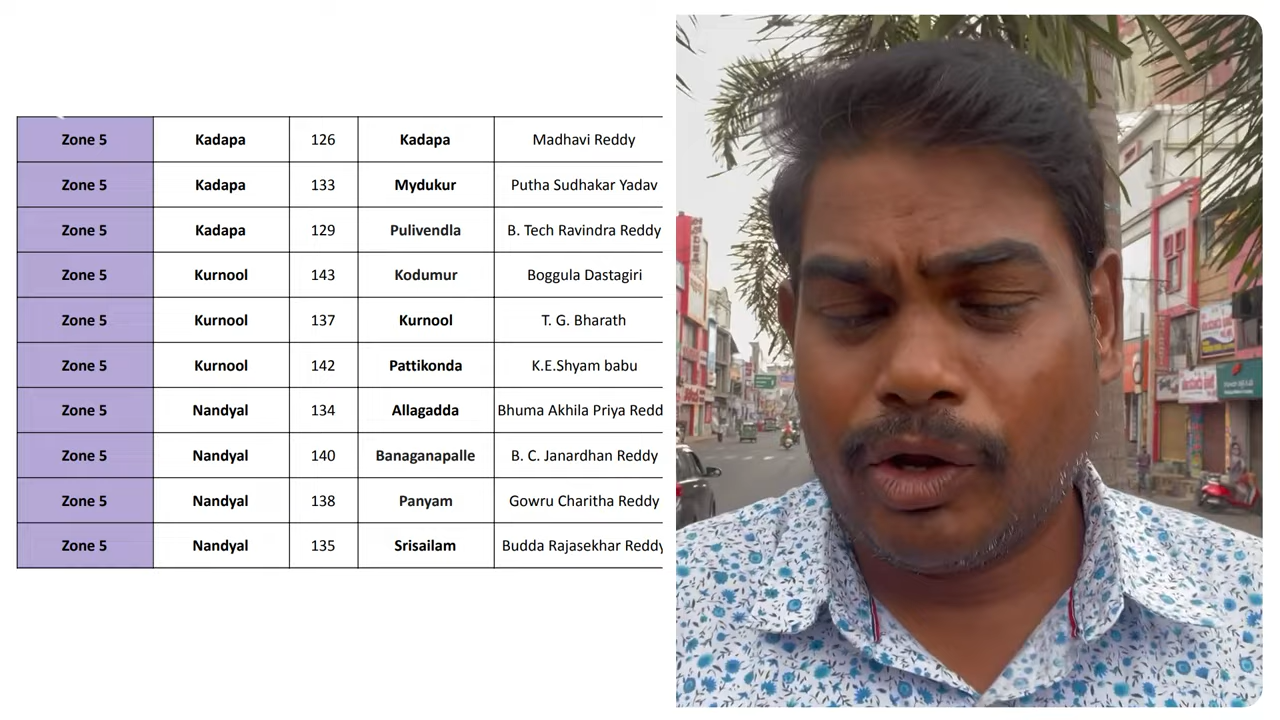 Zone 5 Kadapa 126 Kadapa Madhavi Reddy
Zone 5 Kadapa 133 Mydukur Putha Sudhakar Yadav
Zone 5 Kadapa 129 Pulivendla B. Tech Ravindra Reddy
Zone 5 Kurnool 143 Kodumur Boggula Dastagiri
Zone 5 Kurnool 137 Kurnool T. G. Bharath
Zone 5 Kurnool 142 Pattikonda K.E.Shyam babu
Zone 5 Nandyal 134 Allagadda Bhuma Akhila Priya Redd
Zone 5 Nandyal 140 Banaganapalle B. C. Janardhan Reddy
Zone 5 Nandyal 138 Panyam Gowru Charitha Reddy
Zone 5 Nandyal 135 Srisailam Budda Rajasekhar Reddy